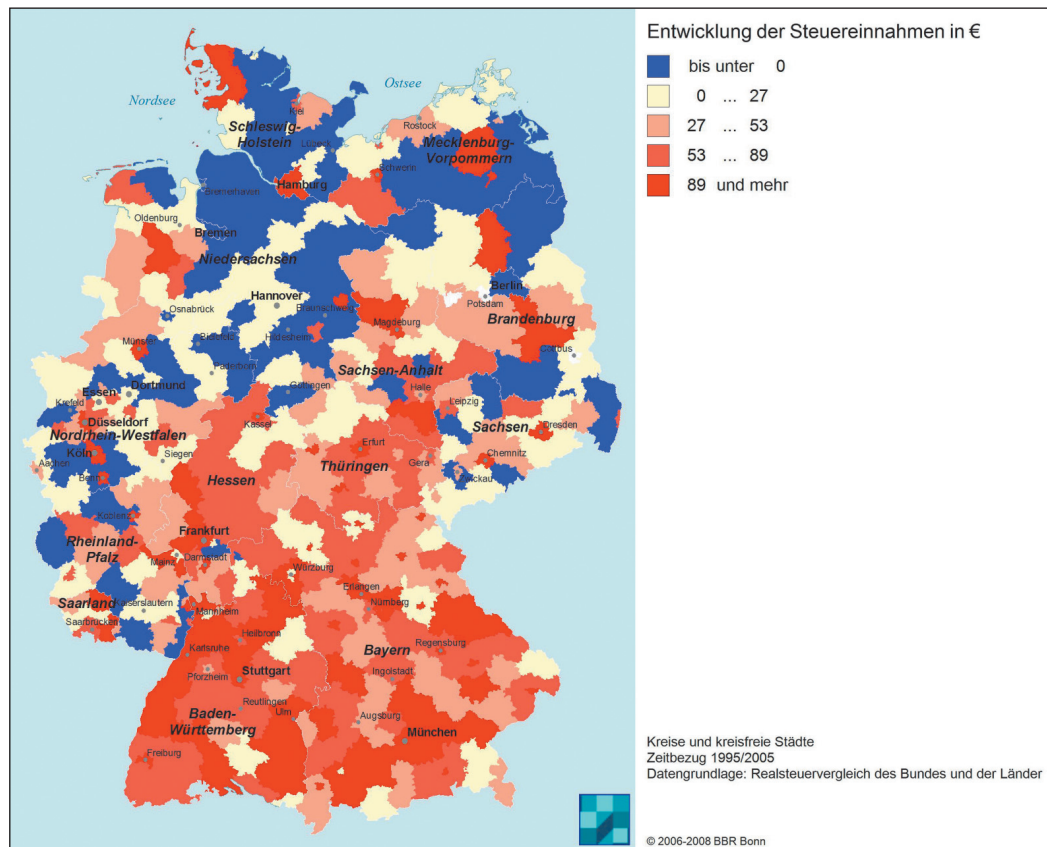 Entwicklung der Steuereinnahmen in €
bis unter 0
0 ... 27
27 ... 53
53 ... 89
89 und mehr
Nordsee
Ostsee
Kiel
Schleswig-
Holstein
Rostock
Lübeck
Mecklenburg-
Vorpommern
Schwerin
Hamburg
Bremerhaven
Oldenburg
Bremen
Niedersachsen
Berlin
Hannover
Potsdam
Osnabrück
Braunschweig
Brandenburg
Magdeburg
Bielefeld
Hildesheim
Münster
Cottbus
Paderborn
Sachsen-Anhalt
Göttingen
Dortmund
Essen
Halle
Krefeld
Leipzig
Düsseldorf
Kassel
Sachsen
Dresden
Nordrhein-Westfalen
Erfurt
Köln
Siegen
Thüringen
Gera
Chemnitz
Aachen
Hessen
Zwickau
Bonn
Koblenz
Frankfurt
Rheinland-
Pfalz
Mainz
Darmstadt
Würzburg
Erlangen
Saarland
Kaiserslautern
Mannheim
Nürnberg
Saarbrücken
Heilbronn
Karlsruhe
Bayern
Regensburg
Pforzheim
Stuttgart
Ingolstadt
Reutlingen
Ulm
Baden-
Württemberg
Augsburg
München
Freiburg
Kreise und kreisfreie Städte
Zeitbezug 1995/2005
Datengrundlage: Realsteuervergleich des Bundes und der Länder
© 2006-2008 BBR Bonn